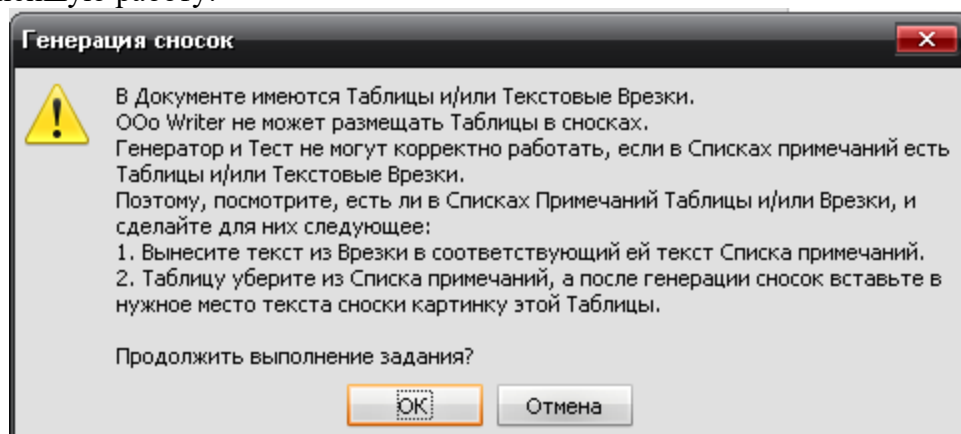 работу.
Генерация сносок
В Документе имеются Таблицы и/или Текстовые Врезки.
OOo Writer не может размещать Таблицы в сносках.
Генератор и Тест не могут корректно работать, если в Списках примечаний есть
Таблицы и/или Текстовые Врезки.
Поэтому, посмотрите, есть ли в Списках Примечаний Таблицы и/или Врезки, и
сделайте для них следующее:
1. Вынесите текст из Врезки в соответствующий ей текст Списка примечаний.
2. Таблицу уберите из Списка примечаний, а после генерации сносок вставьте в
нужное место текста сноски картинку этой Таблицы.
Продолжить выполнение задания?
ОК Отмена